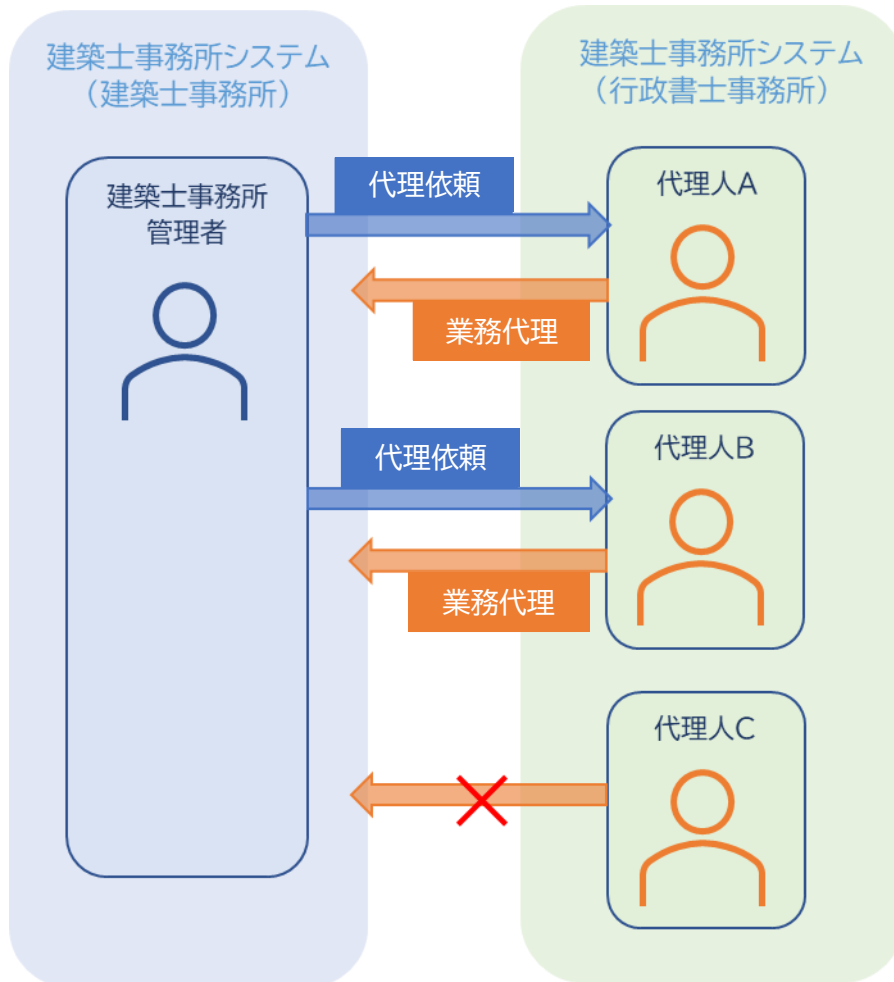 建築士事務所システム
（建築士事務所）
建築士事務所
管理者
代理依頼
業務代理
代理依頼
業務代理
建築士事務所システム
（行政書士事務所）
代理人A
代理人B
代理人C